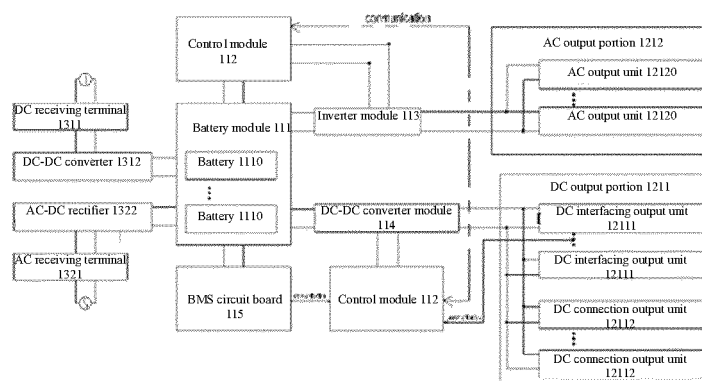 communication
Control module
112
AC output portion 1212
AC output unit 12120
AC output unit 12120
DC receiving terminal
1311
Battery module 111
Inverter module 113
DC-DC converter 1312
Battery 1110
AC-DC rectifier 1322
Battery 1110
DC-DC converter module
114
DC output portion 1211
DC interfacing output unit
12111
DC interfacing output unit
12111
AC receiving terminal
1321
BMS circuit board
115
Control module 112
DC connection output unit
12112
DC connection output unit
12112